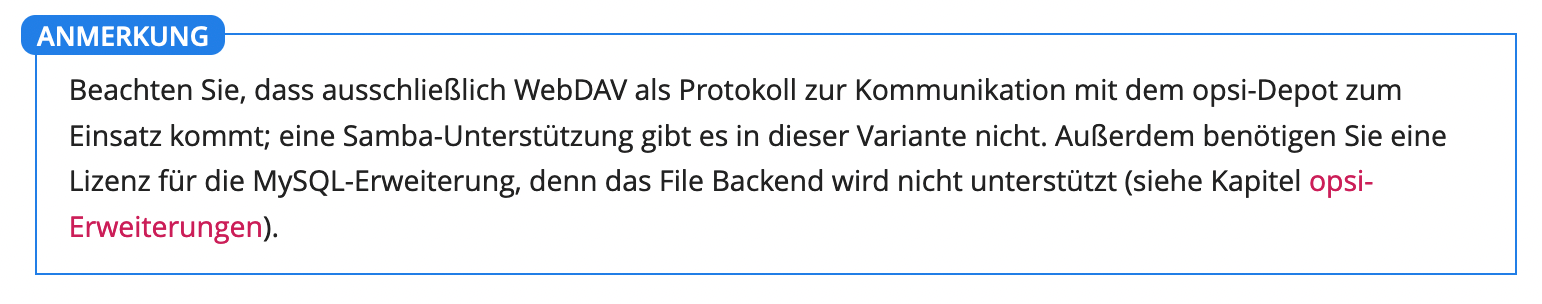 ANMERKUNG
Beachten Sie, dass ausschließlich WebDAV als Protokoll zur Kommunikation mit dem opsi-Depot zum
Einsatz kommt; eine Samba-Unterstützung gibt es in dieser Variante nicht. Außerdem benötigen Sie eine
Lizenz für die MySQL-Erweiterung, denn das File Backend wird nicht unterstützt (siehe Kapitel opsi-
Erweiterungen).